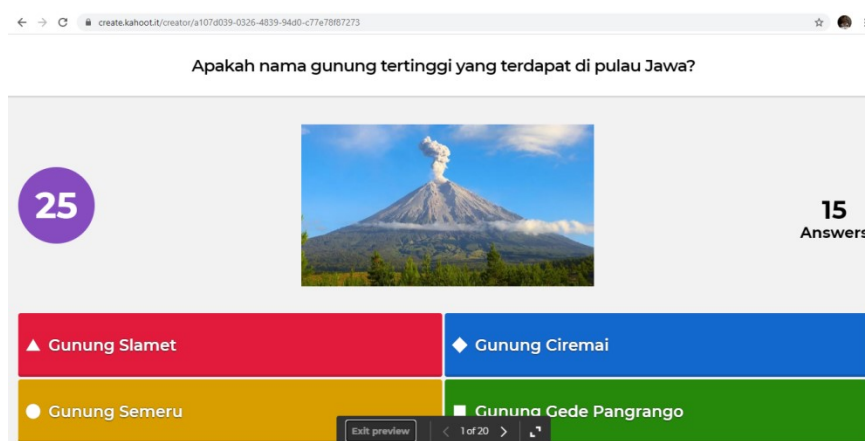 create.kahoot.it/creator/a107d039-0326-4839-94d0-c77e78f87273
Apakah nama gunung tertinggi yang terdapat di pulau Jawa?
25
15
Answers
Gunung Slamet
Gunung Ciremai
Gunung Semeru
Gunung Gede Pangrango
Exit preview
1 of 20